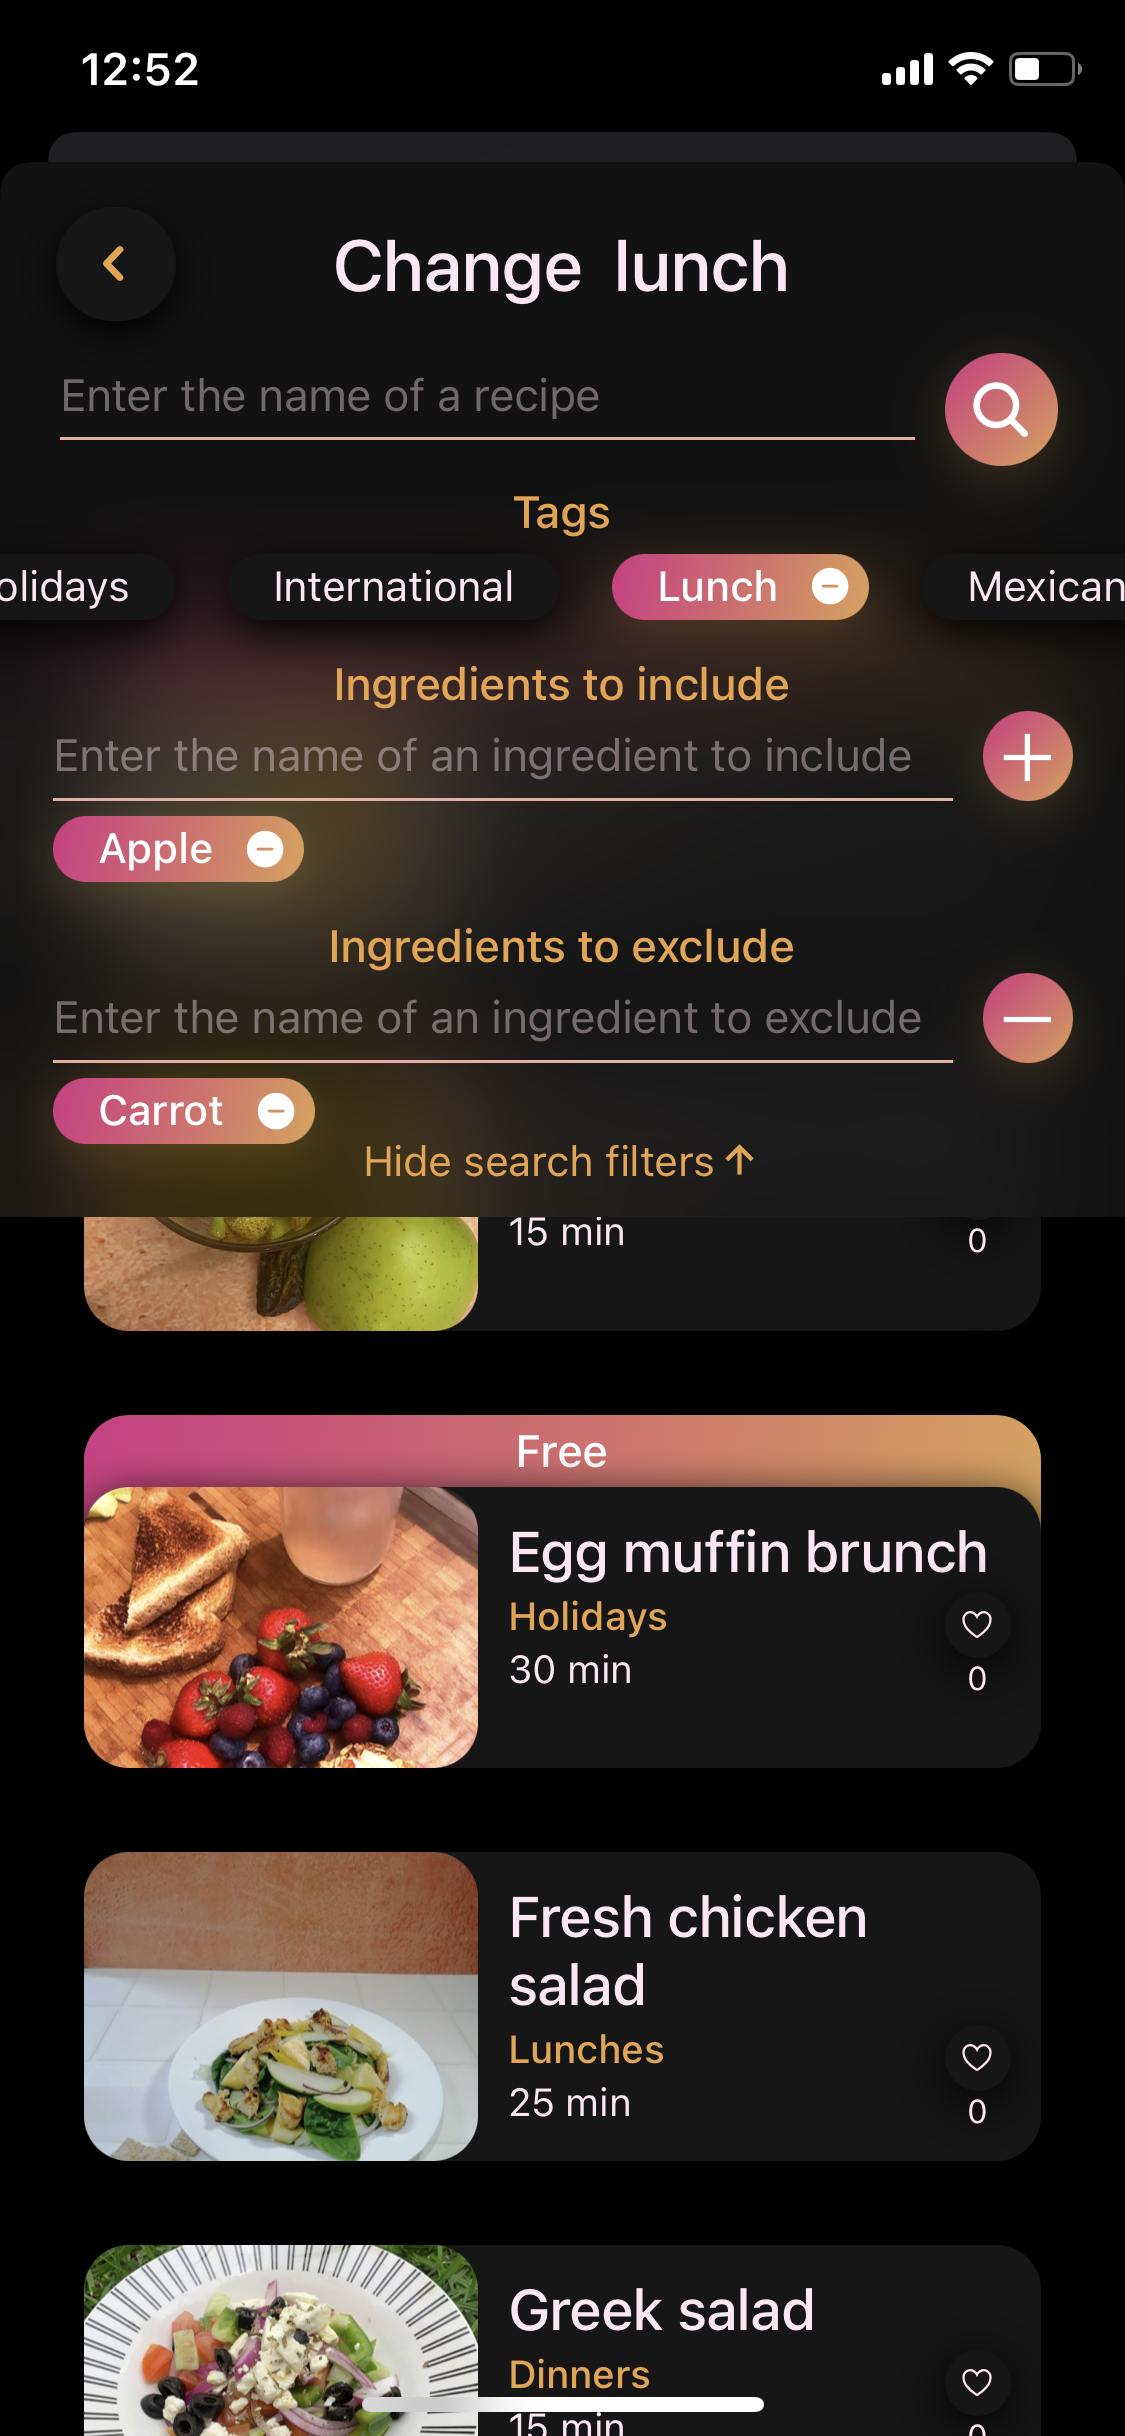 12:52
Change lunch
Enter the name of a recipe
Tags
olidays International Lunch Mexican
Ingredients to include
Enter the name of an ingredient to include
Apple
Ingredients to exclude
Enter the name of an ingredient to exclude
Carrot
Hide search filters ↑
15 min
0
Free
Egg muffin brunch
Holidays
30 min
0
Fresh chicken
salad
Lunches
25 min
0
Greek salad
Dinners
15 min
0